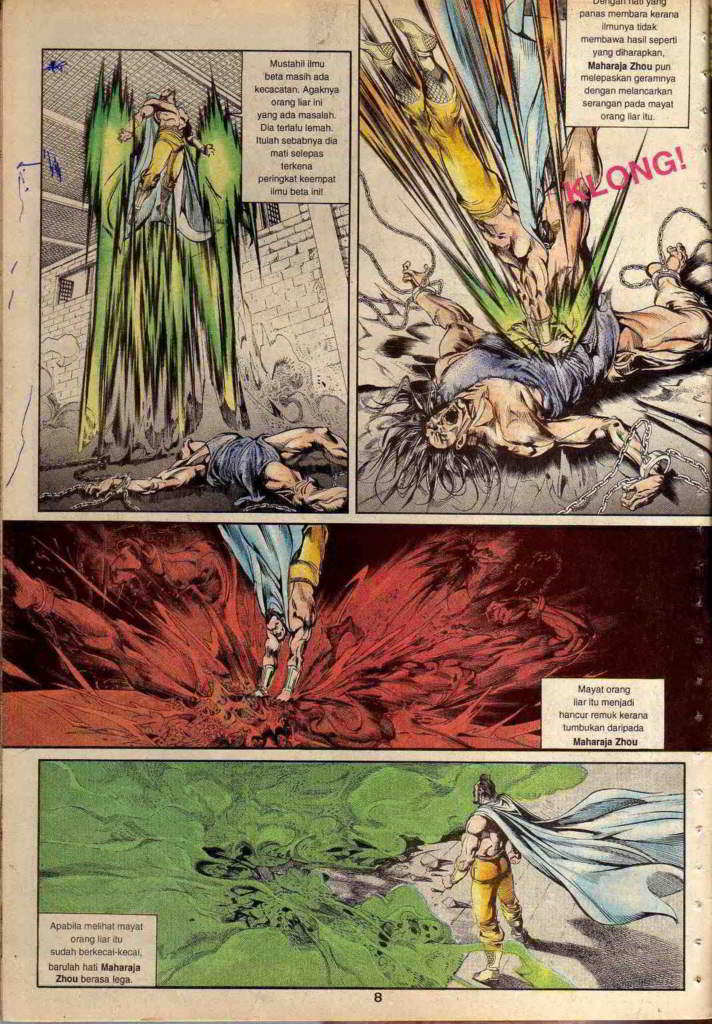 Mustahil ilmu
beta masih ada
kecacatan. Agaknya
orang liar ini
yang ada masalah.
Dia terlalu lemah.
Itulah sebabnya dia
mati selepas
terkena
peringkat keempat
ilmu beta ini!
Dengan hati yang
panas membara kerana
ilmunya tidak
membawa hasil seperti
yang diharapkan,
Maharaja Zhou pun
melepaskan geramnya
dengan melancarkan
serangan pada mayat
orang liar itu.
KLONG!
Mayat orang
liar itu menjadi
hancur remuk kerana
tumbukan daripada
Maharaja Zhou
Apabila melihat mayat
orang liar itu
sudah berkecai-kecai,
barulah hati Maharaja
Zhou berasa lega.
8